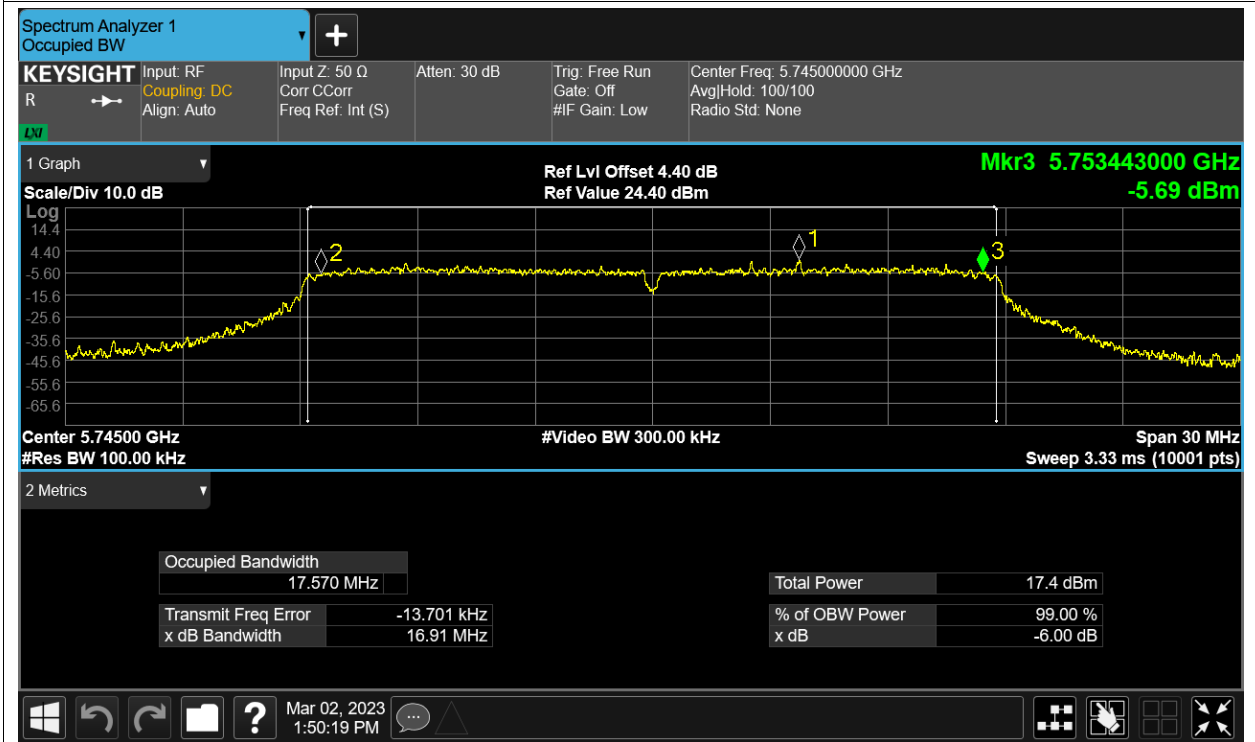 Spectrum Analyzer 1
Occupied BW
KEYSIGHT
R
LXI
Input: RF
Coupling: DC
Align: Auto
Input Z: 50 Ω
Corr CCorr
Freq Ref: Int (S)
Atten: 30 dB
Trig: Free Run
Gate: Off
#IF Gain: Low
Center Freq: 5.745000000 GHz
Avg|Hold: 100/100
Radio Std: None
1 Graph
Scale/Div 10.0 dB
Ref Lvl Offset 4.40 dB
Ref Value 24.40 dBm
Mkr3 5.753443000 GHz
-5.69 dBm
Log
14.4
4.40
-5.60
-15.6
-25.6
-35.6
-45.6
-55.6
-65.6
2
1
3
Center 5.74500 GHz
#Res BW 100.00 kHz
#Video BW 300.00 kHz
Span 30 MHz
Sweep 3.33 ms (10001 pts)
2 Metrics
Occupied Bandwidth
17.570 MHz
Transmit Freq Error -13.701 kHz
x dB Bandwidth 16.91 MHz
Total Power 17.4 dBm
% of OBW Power 99.00 %
x dB -6.00 dB
?
Mar 02, 2023
1:50:19 PM